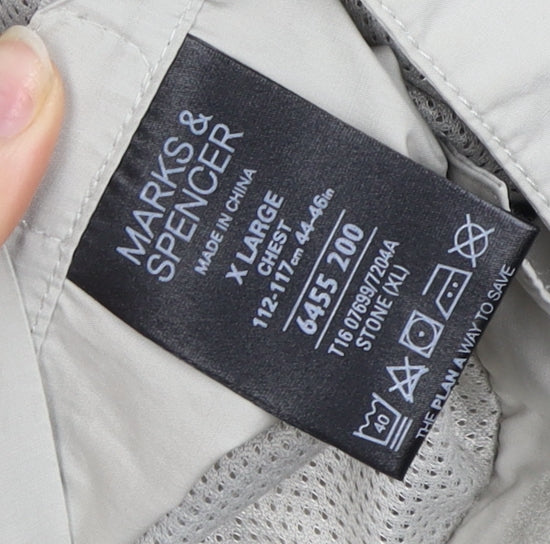 MARKS &
SPENCER
MADE IN CHINA
X LARGE
CHEST
112-117cm 44-46in
6455 200
T16 07699/7204A
STONE (XL)
40
THE PLAN A WAY TO SAVE